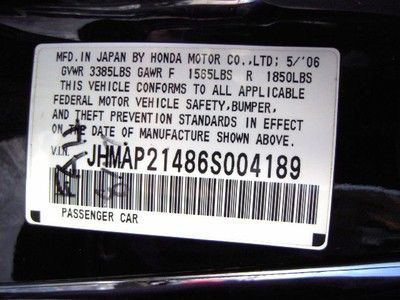 MFD. IN JAPAN BY HONDA MOTOR CO., LTD; 5/'06
GVWR 3385LBS GAWR F 1565LBS R 1850LBS
THIS VEHICLE CONFORMS TO ALL APPLICABLE
FEDERAL MOTOR VEHICLE SAFETY, BUMPER,
AND THEFT PREVENTION STANDARDS IN EFFECT
ON THE DATE OF MANUFACTURE SHOWN ABOVE.
V.I.N. JHMAP21486S004189
PASSENGER CAR